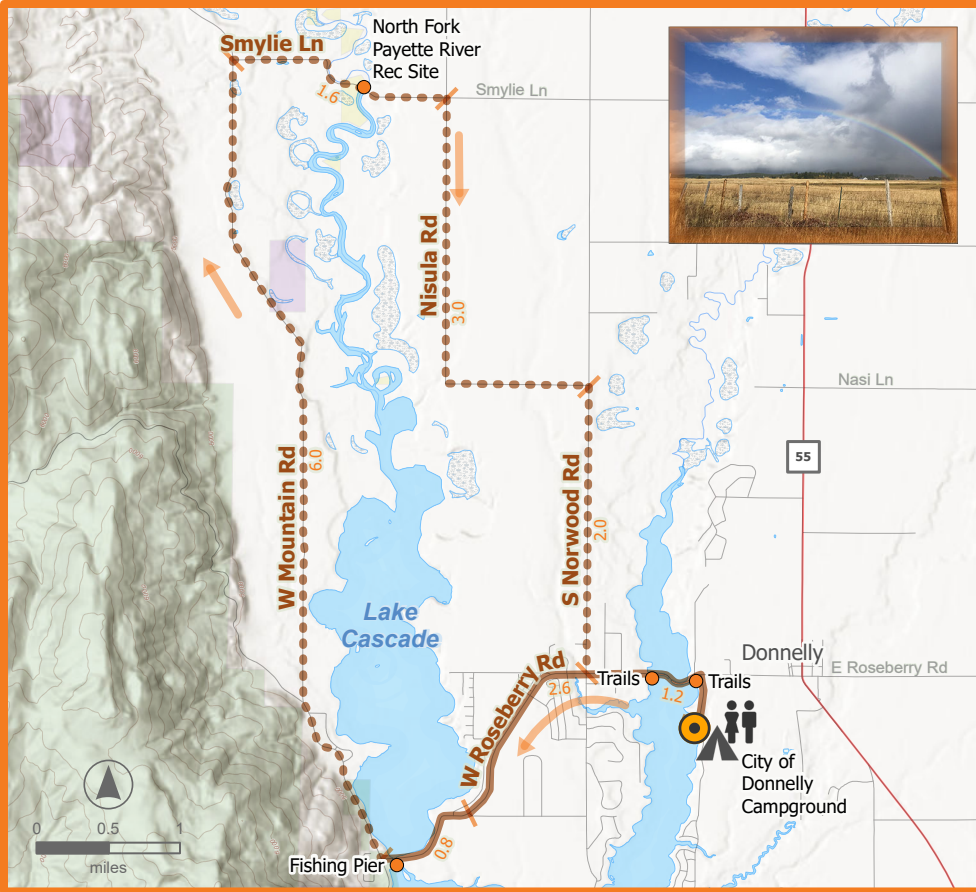 North Fork
Payette River
Rec Site
Smylie Ln
1.6
Smylie Ln
Nisula Rd
3.0
Nasi Ln
55
W Mountain Rd
6.0
S Norwood Rd
2.0
Lake
Cascade
Donnelly
E Roseberry Rd
W Roseberry Rd
2.6
Trails
1.2
Trails
City of
Donnelly
Campground
0.8
Fishing Pier
0 0.5 1
miles